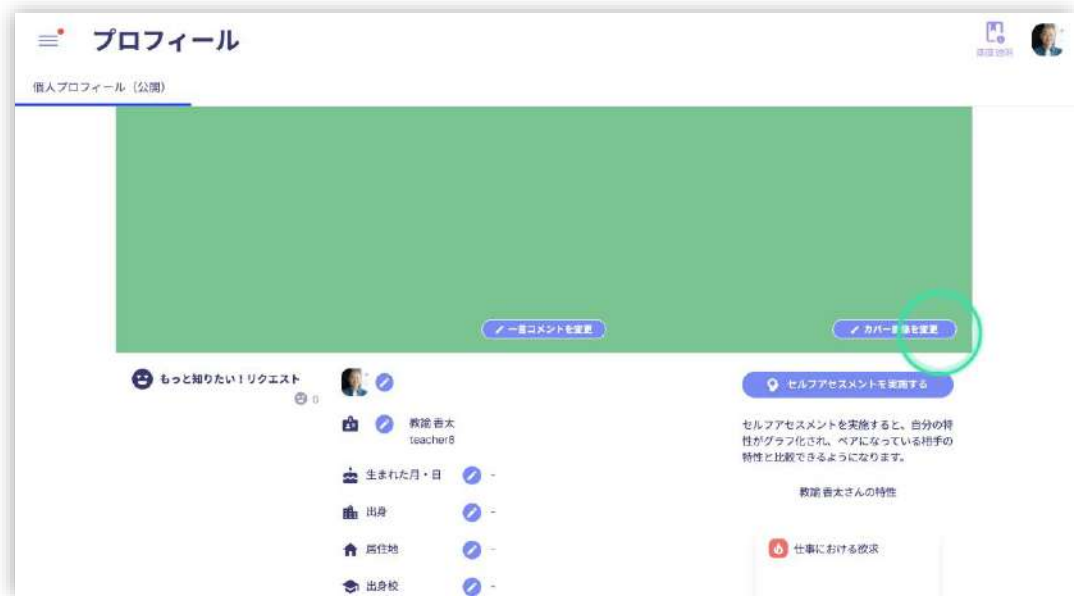 プロフィール
個人プロフィール（公開）
一言コメントを変更
カバー画像を変更
もっと知りたい！リクエスト
0
教諭 香太
teacher8
生まれた月・日 -
出身 -
居住地 -
出身校 -
セルフアセスメントを実施する
セルフアセスメントを実施すると、自分の特
性がグラフ化され、ペアになっている相手の
特性と比較できるようになります。
教諭 香太さんの特性
仕事における欲求